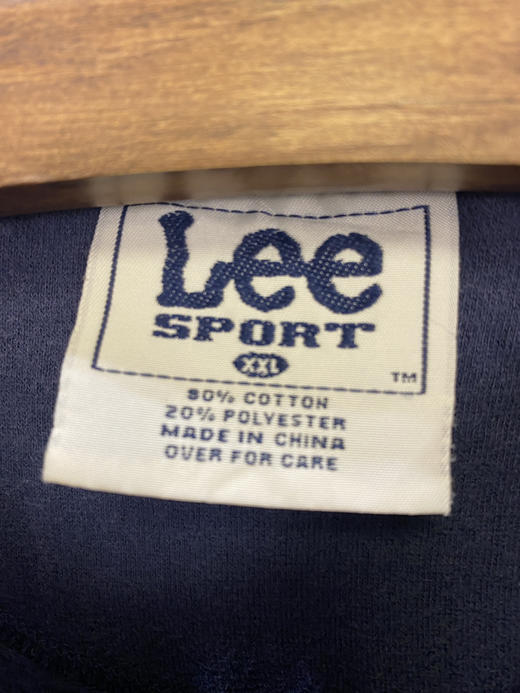 Lee
SPORT
XXL
TM
80% COTTON
20% POLYESTER
MADE IN CHINA
OVER FOR CARE